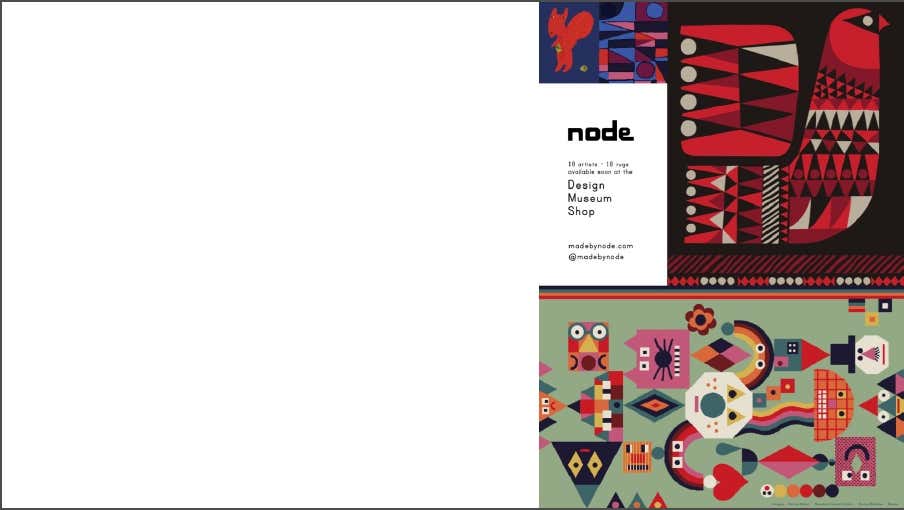 node
18 artists - 18 rugs
available soon at the
Design
Museum
Shop
madebynode.com
@madebynode